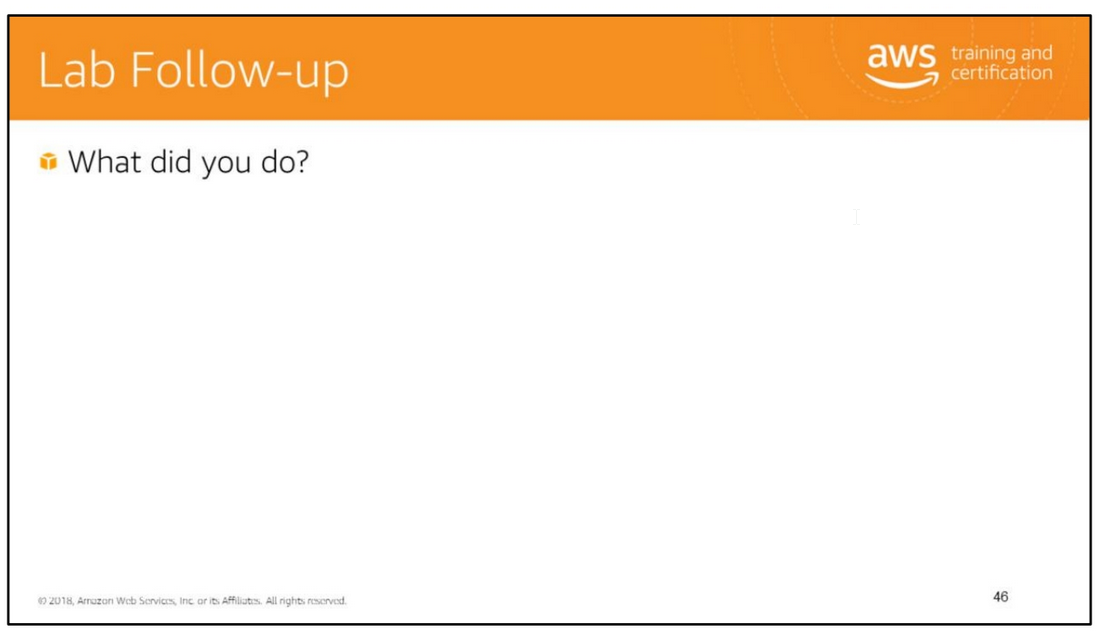 Lab Follow-up
aws training and
certification
What did you do?
© 2018, Amazon Web Services, Inc. or its Affiliates. All rights reserved.
46